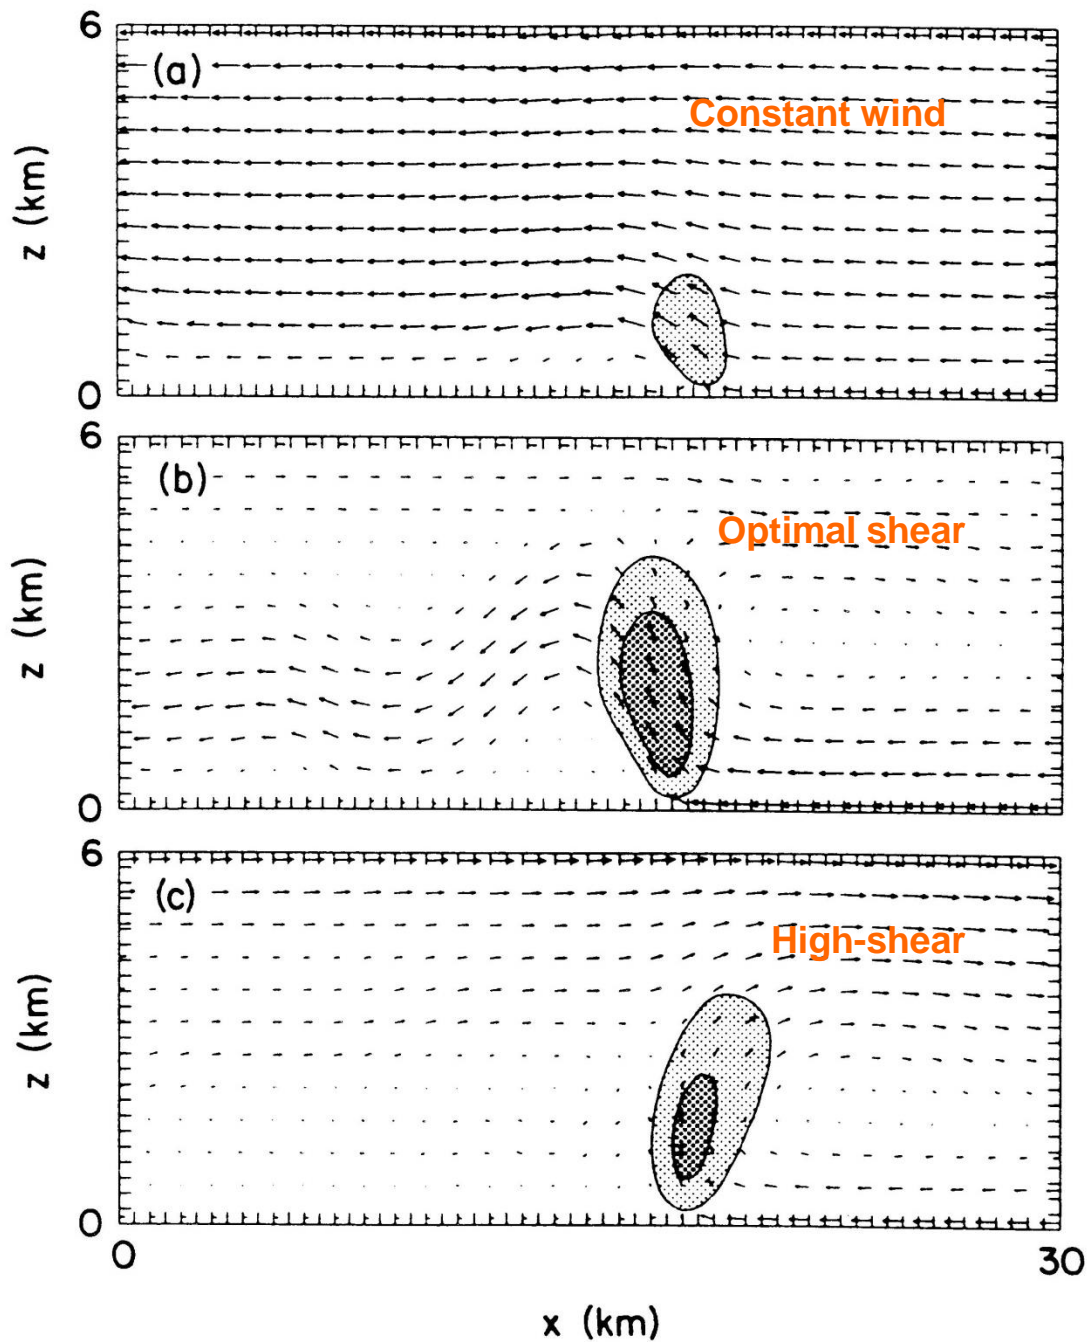 6
(a)
Constant wind
z (km)
0
6
(b)
Optimal shear
z (km)
0
6
(c)
High-shear
z (km)
0
0
30
x (km)